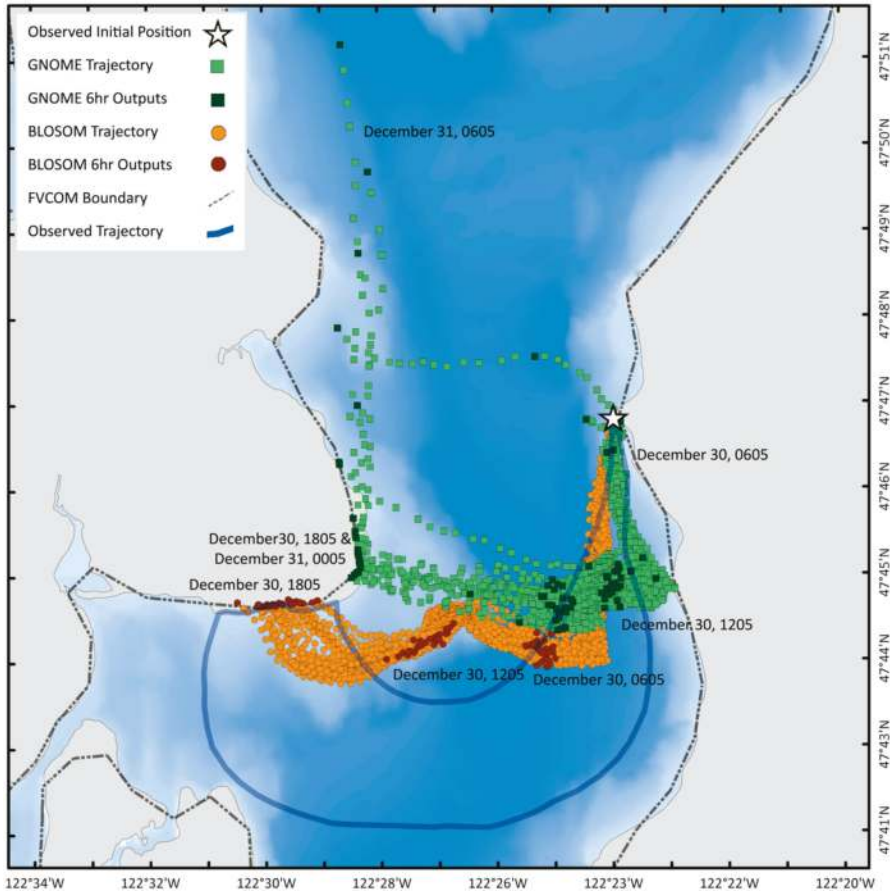 Observed Initial Position
GNOME Trajectory
GNOME 6hr Outputs
BLOSOM Trajectory
BLOSOM 6hr Outputs
FVCOM Boundary
Observed Trajectory
December 31, 0605
December 30, 0605
December30, 1805 &
December 31, 0005
December 30, 1805
December 30, 1205
December 30, 1205
December 30, 0605
47°51'N
47°50'N
47°49'N
47°48'N
47°47'N
47°46'N
47°45'N
47°44'N
47°43'N
47°41'N
122°34'W
122°32'W
122°30'W
122°28'W
122°26'W
122°25'W
122°23'W
122°22'W
122°20'W